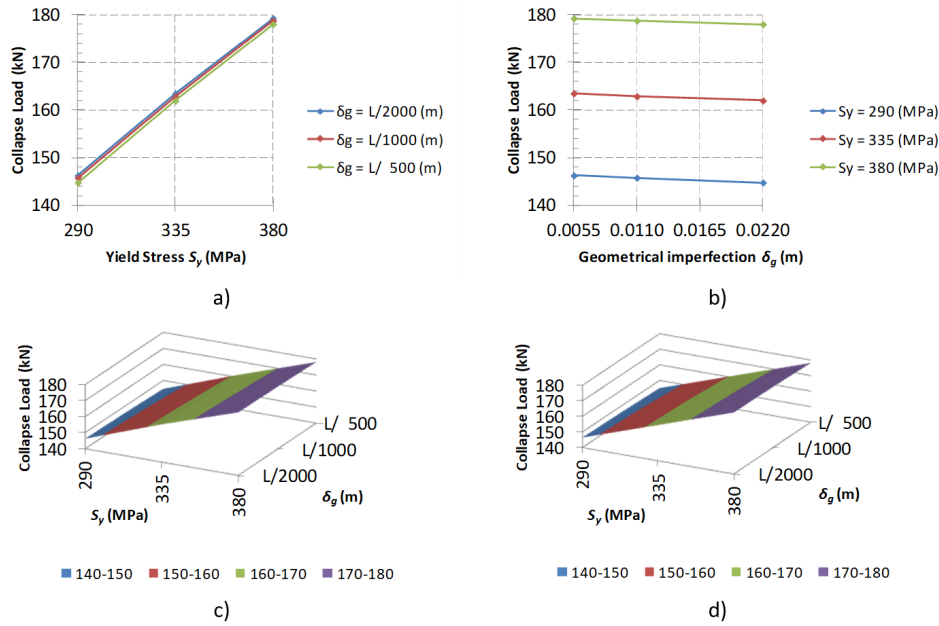 180
170
160
150
140
Collapse Load (kN)
290
335
380
Yield Stress Sy (MPa)
δg = L/2000 (m)
δg = L/1000 (m)
δg = L/ 500 (m)
a)
180
170
160
150
140
Collapse Load (kN)
0.0055 0.0110 0.0165 0.0220
Geometrical imperfection δg (m)
Sy = 290 (MPa)
Sy = 335 (MPa)
Sy = 380 (MPa)
b)
Collapse Load (kN)
180
170
160
150
140
290
335
380
Sy (MPa)
L/ 500
L/1000
L/2000
δg (m)
140-150 150-160 160-170 170-180
c)
Collapse Load (kN)
180
170
160
150
140
290
335
380
Sy (MPa)
L/ 500
L/1000
L/2000
δg (m)
140-150 150-160 160-170 170-180
d)